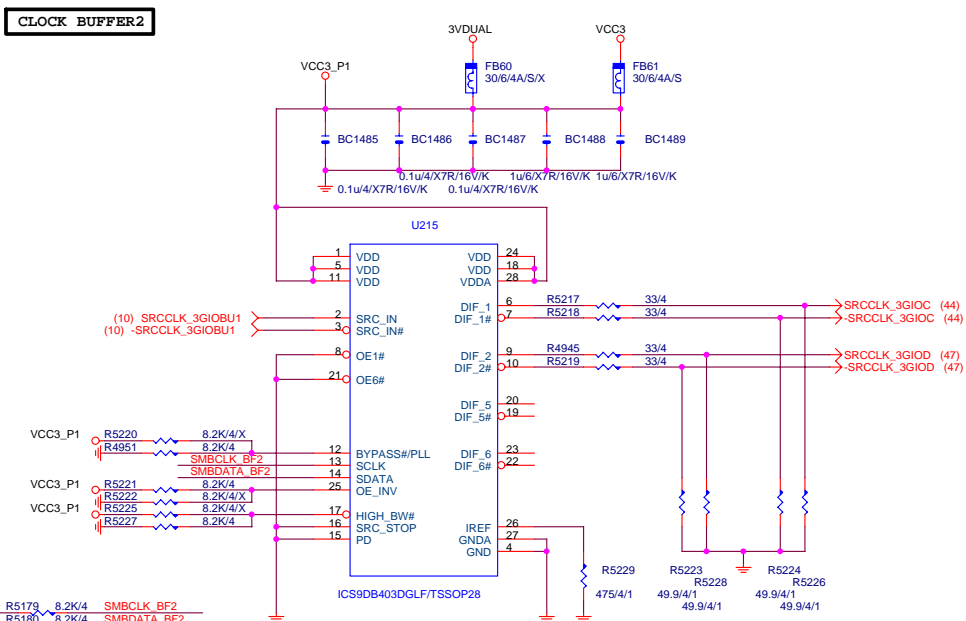 CLOCK BUFFER2
3VDUAL VCC3
VCC3_P1
FB60 FB61
30/6/4A/S/X 30/6/4A/S
BC1485 BC1486 BC1487 BC1488 BC1489
0.1u/4/X7R/16V/K 1u/6/X7R/16V/K 1u/6/X7R/16V/K
0.1u/4/X7R/16V/K 0.1u/4/X7R/16V/K
U215
1 VDD VDD 24
5 VDD VDD 18
11 VDD VDDA 28
DIF_1 6 R5217 33/4 SRCCLK_3GIOC (44)
(10) SRCCLK_3GIOBU1 2 SRC_IN DIF_1# 7 R5218 33/4 -SRCCLK_3GIOC (44)
(10) -SRCCLK_3GIOBU1 3 SRC_IN#
8 OE1# DIF_2 9 R4945 33/4 SRCCLK_3GIOD (47)
DIF_2# 10 R5219 33/4 -SRCCLK_3GIOD (47)
21 OE6#
DIF_5 20
DIF_5# 19
VCC3_P1 R5220 8.2K/4/X
R4951 8.2K/4 12 BYPASS#/PLL DIF_6 23
SMBCLK_BF2 13 SCLK DIF_6# 22
SMBDATA_BF2 14 SDATA
VCC3_P1 R5221 8.2K/4 25 OE_INV
R5222 8.2K/4/X
VCC3_P1 R5225 8.2K/4/X 17 HIGH_BW#
R5227 8.2K/4 16 SRC_STOP IREF 26
15 PD GNDA 27
GND 4
R5229 R5223 R5224
R5228 R5226
ICS9DB403DGLF/TSSOP28 475/4/1 49.9/4/1 49.9/4/1
49.9/4/1 49.9/4/1
R5179 8.2K/4 SMBCLK_BF2
R5180 8.2K/4 SMBDATA_BF2